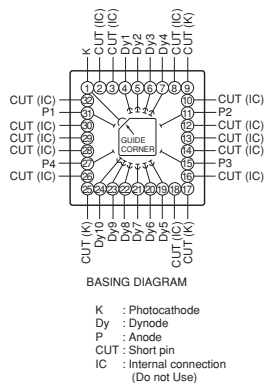 K
CUT (IC)
CUT (IC)
Dy1
Dy2
Dy3
Dy4
CUT (IC)
CUT (K)
1 2 3 4 5 6 7 8 9
CUT (IC) 32
P1 31
CUT (IC) 30
CUT (IC) 29
CUT (IC) 28
P4 27
CUT (IC) 26
GUIDE
CORNER
10 CUT (IC)
11 P2
12 CUT (IC)
13 CUT (IC)
14 CUT (IC)
15 P3
16 CUT (IC)
25 24 23 22 21 20 19 18 17
CUT (K)
Dy10
Dy9
Dy8
Dy7
Dy6
Dy5
CUT (IC)
CUT (K)
BASING DIAGRAM
K : Photocathode
Dy : Dynode
P : Anode
CUT : Short pin
IC : Internal connection
(Do not Use)